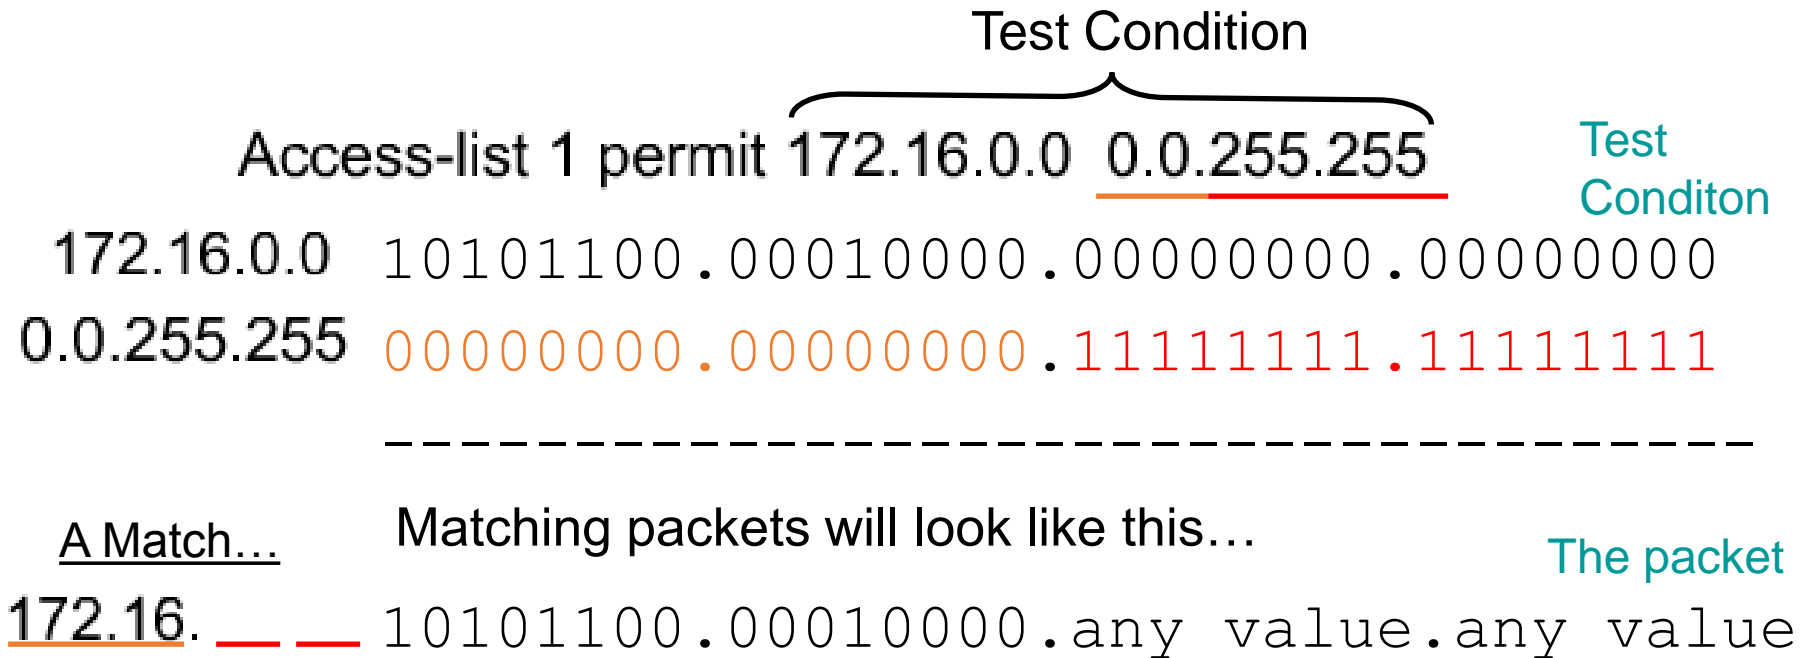 Test Condition
Access-list 1 permit 172.16.0.0 0.0.255.255
Test
Conditon
172.16.0.0 10101100.00010000.00000000.00000000
0.0.255.255 00000000.00000000.11111111.11111111
A Match…
Matching packets will look like this…
The packet
172.16. __ __ 10101100.00010000.any value.any value